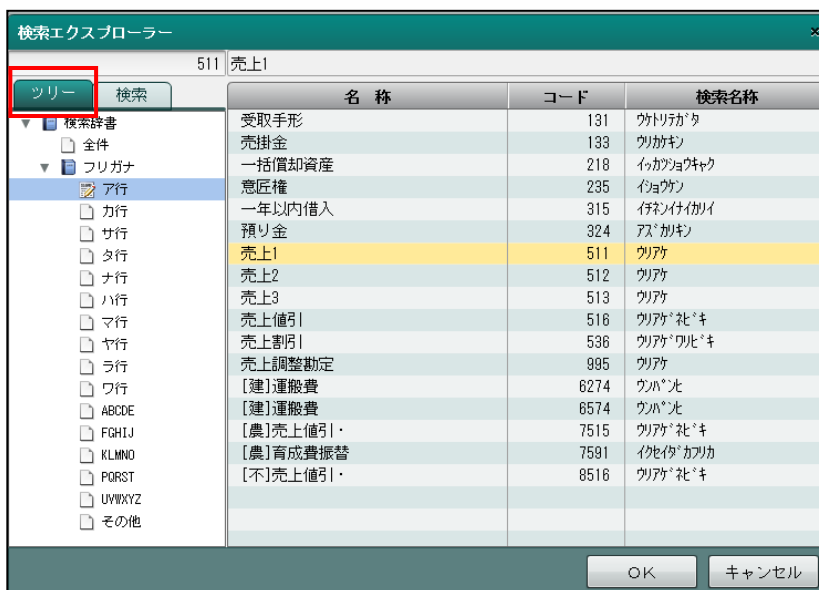 検索エクスプローラー ×
511 売上1
ツリー 検索
検索辞書
全件
フリガナ
ア行
カ行
サ行
タ行
ナ行
ハ行
マ行
ヤ行
ラ行
ワ行
ABCDE
FGHIJ
KLMNO
PQRST
UVWXYZ
その他
名 称 コード 検索名称
受取手形 131 ｳｹﾄﾘﾃｶﾞﾀ
売掛金 133 ｳﾘｶｹｷﾝ
一括償却資産 218 ｲｯｶﾂｼｮｳｷｬｸ
意匠権 235 ｲｼｮｳｹﾝ
一年以内借入 315 ｲﾁﾈﾝｲﾅｲｶﾘｲ
預り金 324 ｱｽﾞｶﾘｷﾝ
売上1 511 ｳﾘｱｹ
売上2 512 ｳﾘｱｹ
売上3 513 ｳﾘｱｹ
売上値引 516 ｳﾘｱｹﾞﾈﾋﾞｷ
売上割引 536 ｳﾘｱｹﾞﾜﾘﾋﾞｷ
売上調整勘定 995 ｳﾘｱｹ
[建]運搬費 6274 ｳﾝﾊﾟﾝﾋ
[建]運搬費 6574 ｳﾝﾊﾟﾝﾋ
[農]売上値引・ 7515 ｳﾘｱｹﾞﾈﾋﾞｷ
[農]育成費振替 7591 ｲｸｾｲﾀﾞｶﾌﾘｶ
[不]売上値引・ 8516 ｳﾘｱｹﾞﾈﾋﾞｷ
OK キャンセル